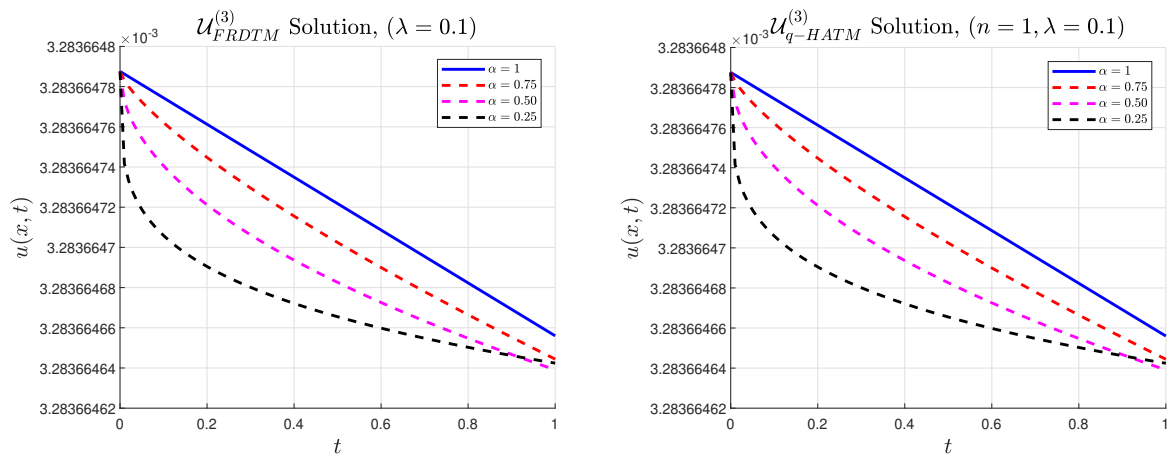 𝒰_{FRDTM}^{(3)} Solution, (λ = 0.1)
×10⁻³
3.2836648
3.28366478
3.28366476
3.28366474
3.28366472
3.2836647
3.28366468
3.28366466
3.28366464
3.28366462
u(x, t)
0 0.2 0.4 0.6 0.8 1
t
α = 1
α = 0.75
α = 0.50
α = 0.25
𝒰_{q−HATM}^{(3)} Solution, (n = 1, λ = 0.1)
×10⁻³
3.2836648
3.28366478
3.28366476
3.28366474
3.28366472
3.2836647
3.28366468
3.28366466
3.28366464
3.28366462
u(x, t)
0 0.2 0.4 0.6 0.8 1
t
α = 1
α = 0.75
α = 0.50
α = 0.25